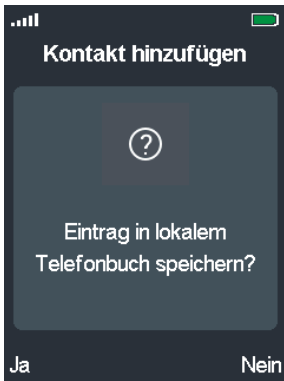 Kontakt hinzufügen
Eintrag in lokalem
Telefonbuch speichern?
Ja Nein